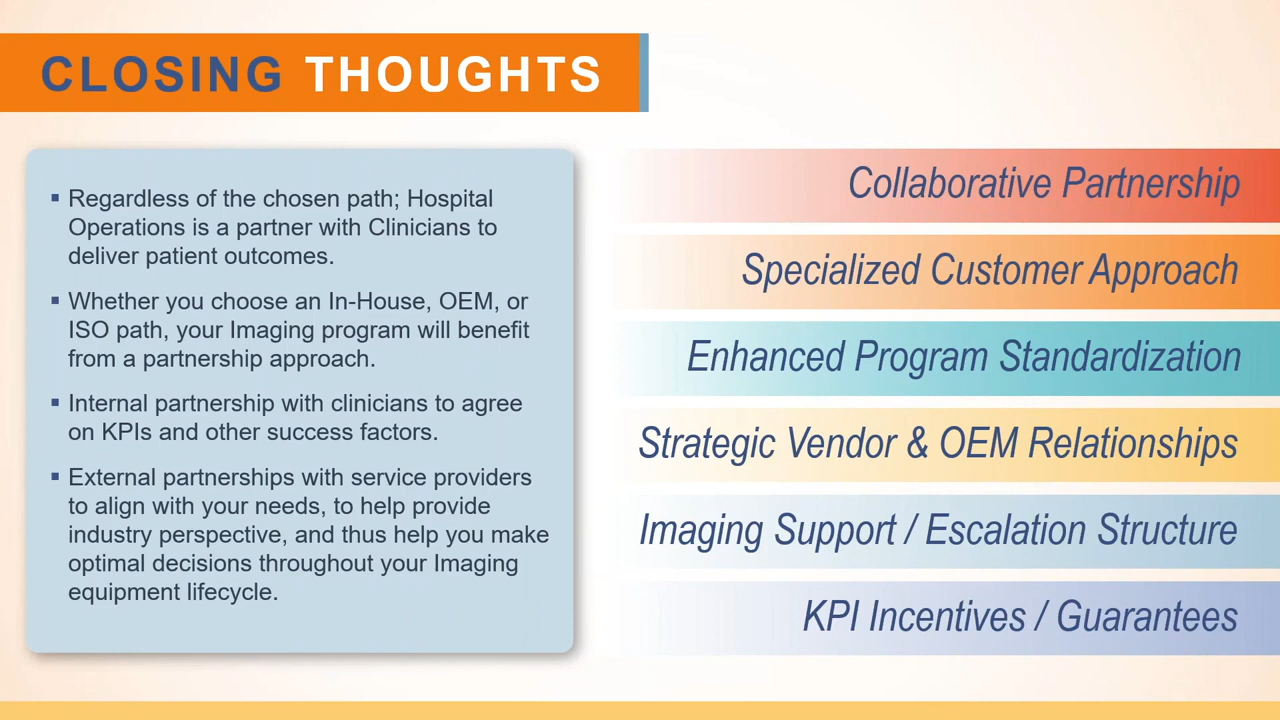 CLOSING THOUGHTS
▪ Regardless of the chosen path; Hospital
Operations is a partner with Clinicians to
deliver patient outcomes.
▪ Whether you choose an In-House, OEM, or
ISO path, your Imaging program will benefit
from a partnership approach.
▪ Internal partnership with clinicians to agree
on KPIs and other success factors.
▪ External partnerships with service providers
to align with your needs, to help provide
industry perspective, and thus help you make
optimal decisions throughout your Imaging
equipment lifecycle.
Collaborative Partnership
Specialized Customer Approach
Enhanced Program Standardization
Strategic Vendor & OEM Relationships
Imaging Support / Escalation Structure
KPI Incentives / Guarantees